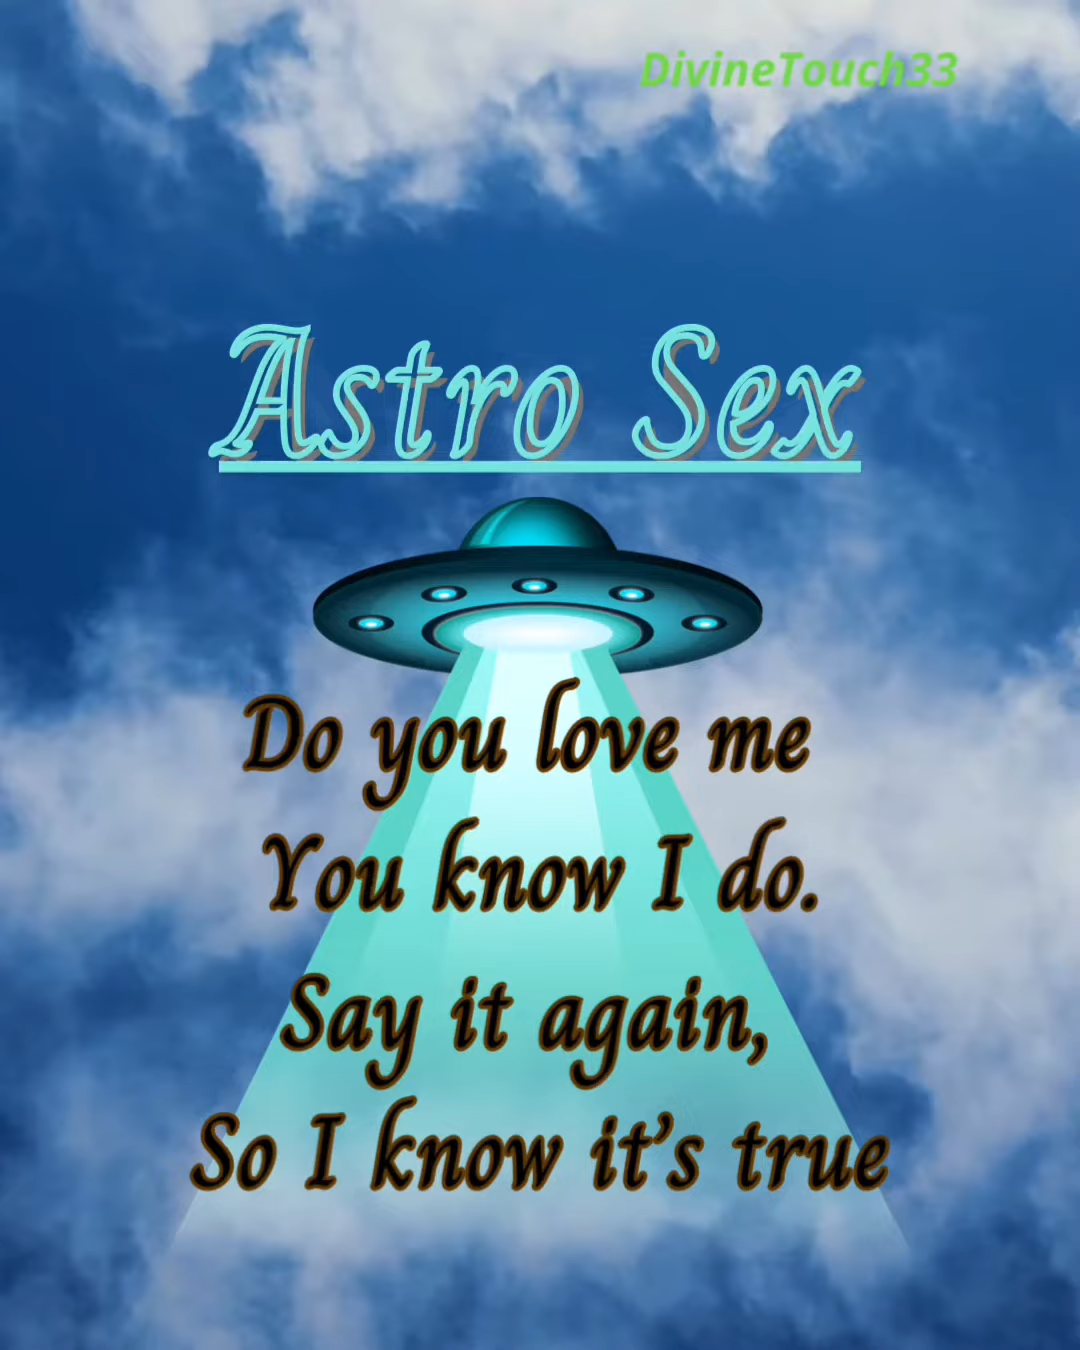 DivineTouch33
Astro Sex
Do you love me
You know I do.
Say it again,
So I know it's true